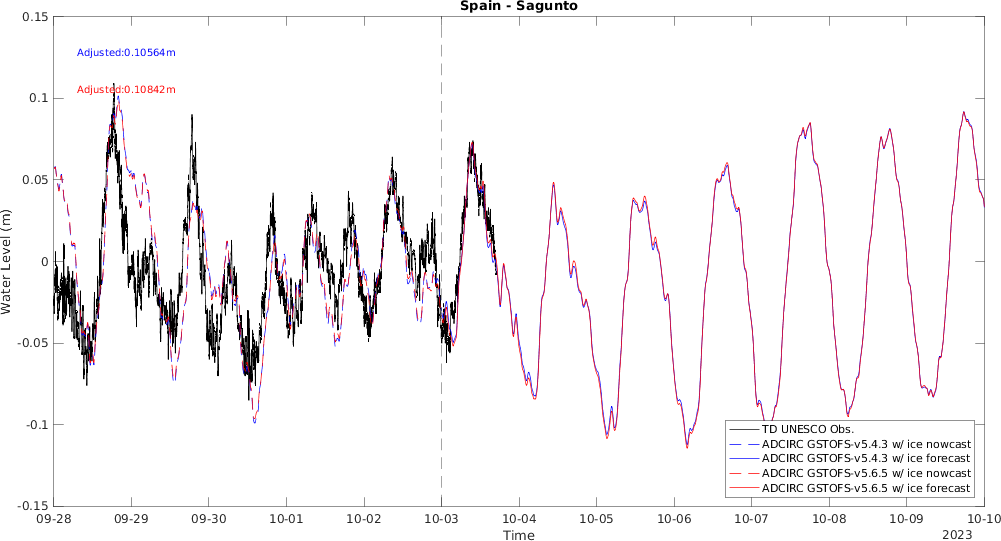 Spain - Sagunto
Adjusted:0.10564m
Adjusted:0.10842m
0.15
0.1
0.05
0
-0.05
-0.1
-0.15
Water Level (m)
TD UNESCO Obs.
ADCIRC GSTOFS-v5.4.3 w/ ice nowcast
ADCIRC GSTOFS-v5.4.3 w/ ice forecast
ADCIRC GSTOFS-v5.6.5 w/ ice nowcast
ADCIRC GSTOFS-v5.6.5 w/ ice forecast
09-28 09-29 09-30 10-01 10-02 10-03 10-04 10-05 10-06 10-07 10-08 10-09 10-10
Time
2023